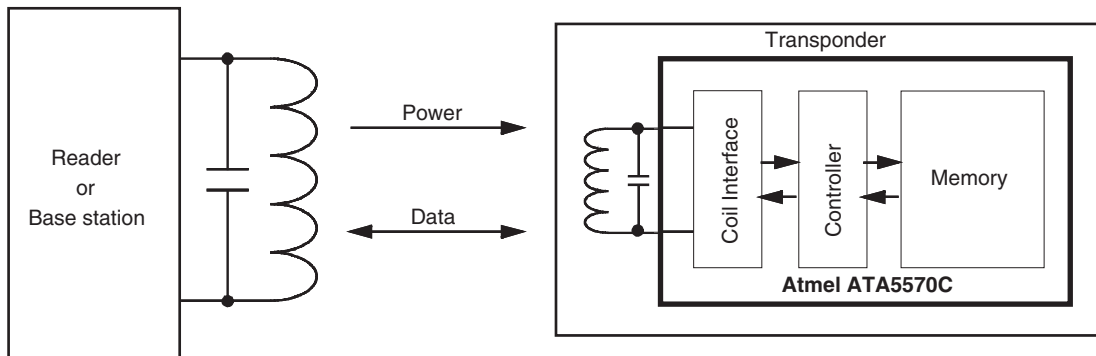 Reader
or
Base station
Power
Data
Transponder
Coil Interface
Controller
Memory
Atmel ATA5570C